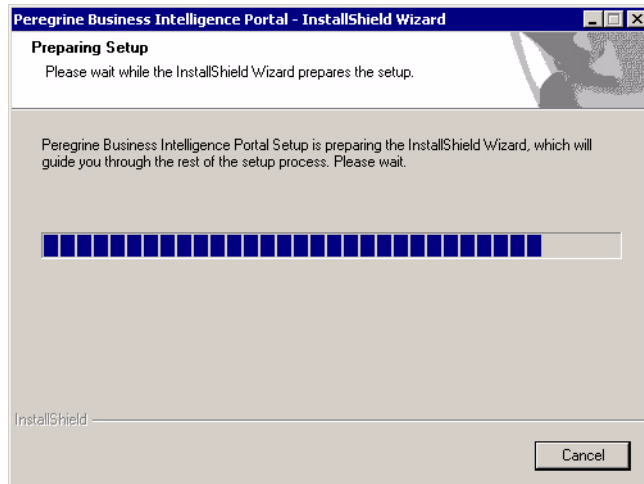 Peregrine Business Intelligence Portal - InstallShield Wizard
Preparing Setup
Please wait while the InstallShield Wizard prepares the setup.
Peregrine Business Intelligence Portal Setup is preparing the InstallShield Wizard, which will
guide you through the rest of the setup process. Please wait.
InstallShield
Cancel